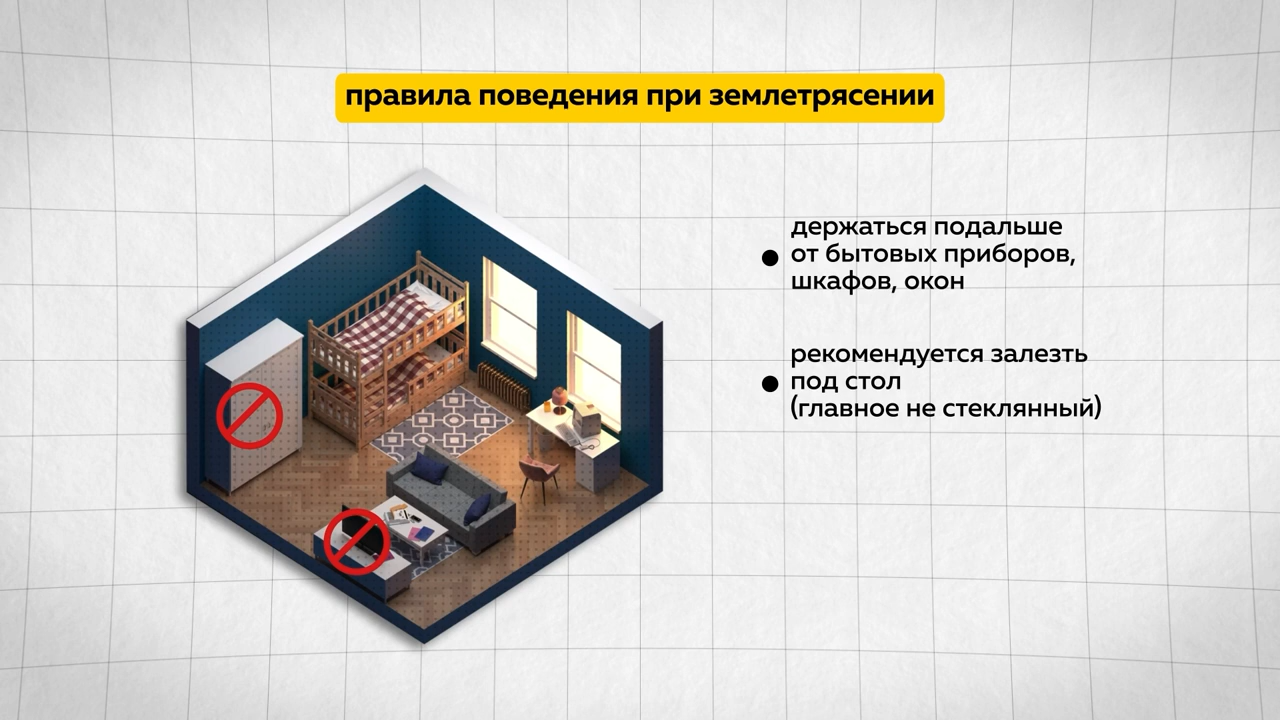 правила поведения при землетрясении
держаться подальше
от бытовых приборов,
шкафов, окон
рекомендуется залезть
под стол
(главное не стеклянный)